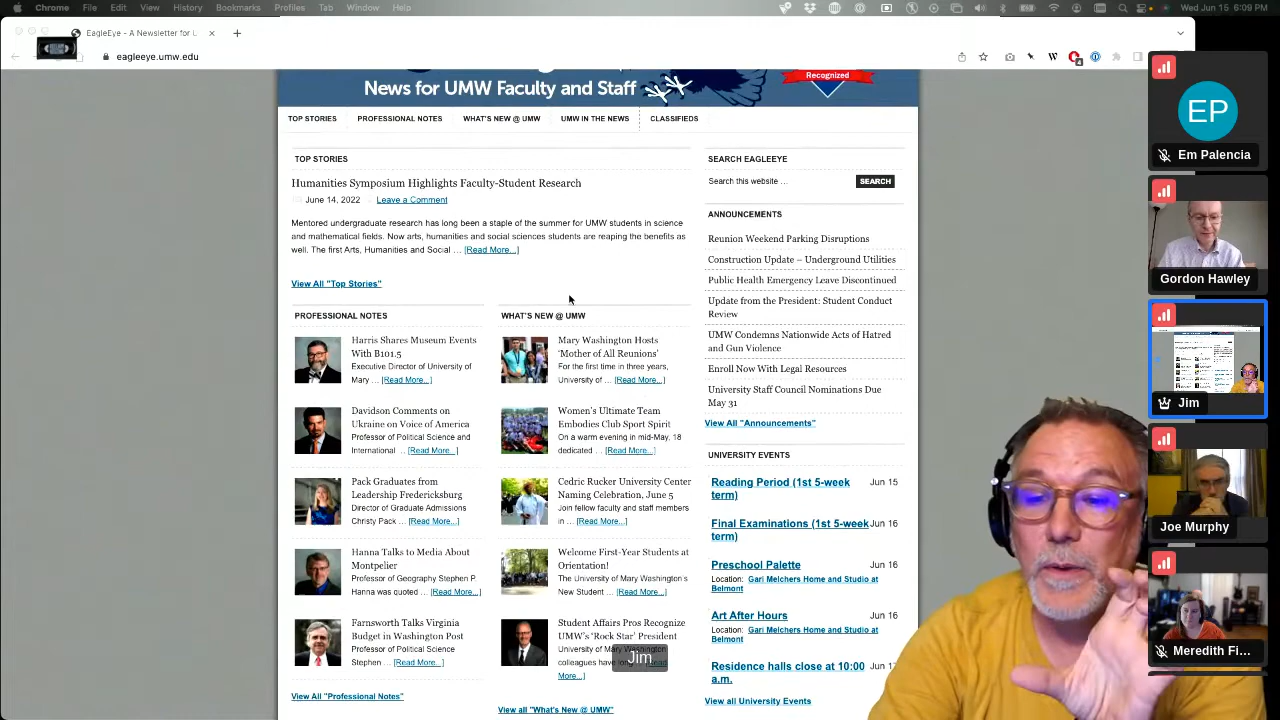 Chrome File Edit View History Bookmarks Profiles Tab Window Help
Wed Jun 15 6:09 PM
EagleEye - A Newsletter for U
eagleeye.umw.edu
News for UMW Faculty and Staff
Recognized
TOP STORIES PROFESSIONAL NOTES WHAT'S NEW @ UMW UMW IN THE NEWS CLASSIFIEDS
TOP STORIES
Humanities Symposium Highlights Faculty-Student Research
June 14, 2022 Leave a Comment
Mentored undergraduate research has long been a staple of the summer for UMW students in science
and mathematical fields. Now arts, humanities and social sciences students are reaping the benefits as
well. The first Arts, Humanities and Social ... [Read More...]
View All "Top Stories"
PROFESSIONAL NOTES
Harris Shares Museum Events
With B101.5
Executive Director of University of
Mary ... [Read More...]
Davidson Comments on
Ukraine on Voice of America
Professor of Political Science and
International ... [Read More...]
Pack Graduates from
Leadership Fredericksburg
Director of Graduate Admissions
Christy Pack ... [Read More...]
Hanna Talks to Media About
Montpelier
Professor of Geography Stephen P.
Hanna was quoted ... [Read More...]
Farnsworth Talks Virginia
Budget in Washington Post
Professor of Political Science
Stephen ... [Read More...]
View All "Professional Notes"
WHAT'S NEW @ UMW
Mary Washington Hosts
'Mother of All Reunions'
For the first time in three years,
University of ... [Read More...]
Women's Ultimate Team
Embodies Club Sport Spirit
On a warm evening in mid-May, 18
dedicated ... [Read More...]
Cedric Rucker University Center
Naming Celebration, June 5
Join fellow faculty and staff members
in ... [Read More...]
Welcome First-Year Students at
Orientation!
The University of Mary Washington's
New Student ... [Read More...]
Student Affairs Pros Recognize
UMW's 'Rock Star' President
University of Mary Washington
colleagues have [Read
More...]
View all "What's New @ UMW"
Jim
SEARCH EAGLEEYE
Search this website ... SEARCH
ANNOUNCEMENTS
Reunion Weekend Parking Disruptions
Construction Update – Underground Utilities
Public Health Emergency Leave Discontinued
Update from the President: Student Conduct
Review
UMW Condemns Nationwide Acts of Hatred
and Gun Violence
Enroll Now With Legal Resources
University Staff Council Nominations Due
May 31
View All "Announcements"
UNIVERSITY EVENTS
Reading Period (1st 5-week Jun 15
term)
Final Examinations (1st 5-week Jun 16
term)
Preschool Palette Jun 16
Location: Gari Melchers Home and Studio at
Belmont
Art After Hours Jun 16
Location: Gari Melchers Home and Studio at
Belmont
Residence halls close at 10:00
a.m.
View all University Events
EP
Em Palencia
Gordon Hawley
Jim
Joe Murphy
Meredith Fi...